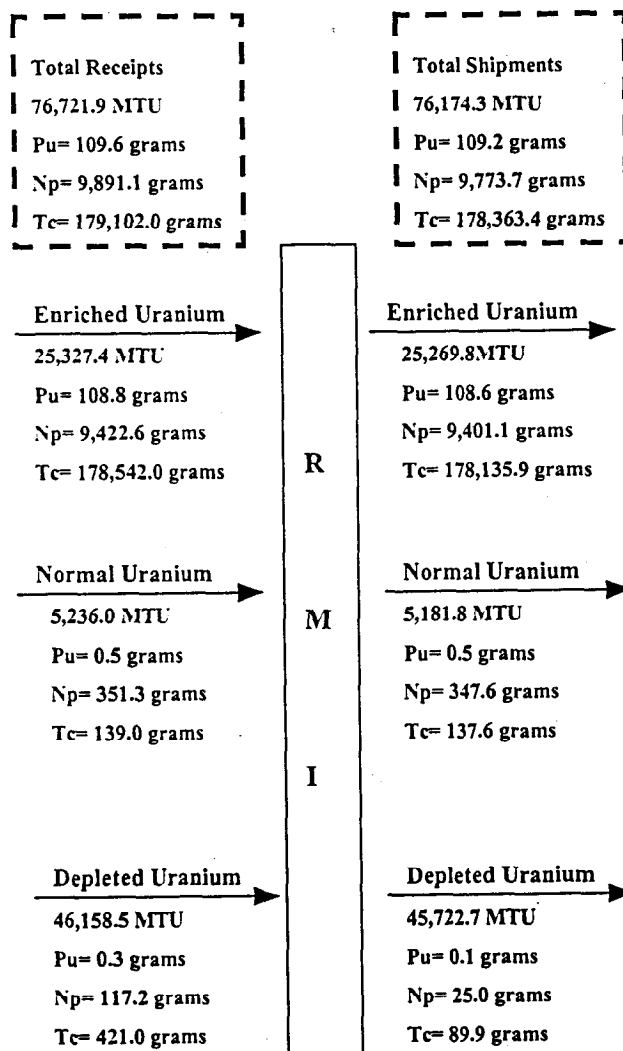 Total Receipts
76,721.9 MTU
Pu= 109.6 grams
Np= 9,891.1 grams
Tc= 179,102.0 grams
Total Shipments
76,174.3 MTU
Pu= 109.2 grams
Np= 9,773.7 grams
Tc= 178,363.4 grams
Enriched Uranium
25,327.4 MTU
Pu= 108.8 grams
Np= 9,422.6 grams
Tc= 178,542.0 grams
Enriched Uranium
25,269.8MTU
Pu= 108.6 grams
Np= 9,401.1 grams
Tc= 178,135.9 grams
R
Normal Uranium
5,236.0 MTU
Pu= 0.5 grams
Np= 351.3 grams
Tc= 139.0 grams
Normal Uranium
5,181.8 MTU
Pu= 0.5 grams
Np= 347.6 grams
Tc= 137.6 grams
M
I
Depleted Uranium
46,158.5 MTU
Pu= 0.3 grams
Np= 117.2 grams
Tc= 421.0 grams
Depleted Uranium
45,722.7 MTU
Pu= 0.1 grams
Np= 25.0 grams
Tc= 89.9 grams